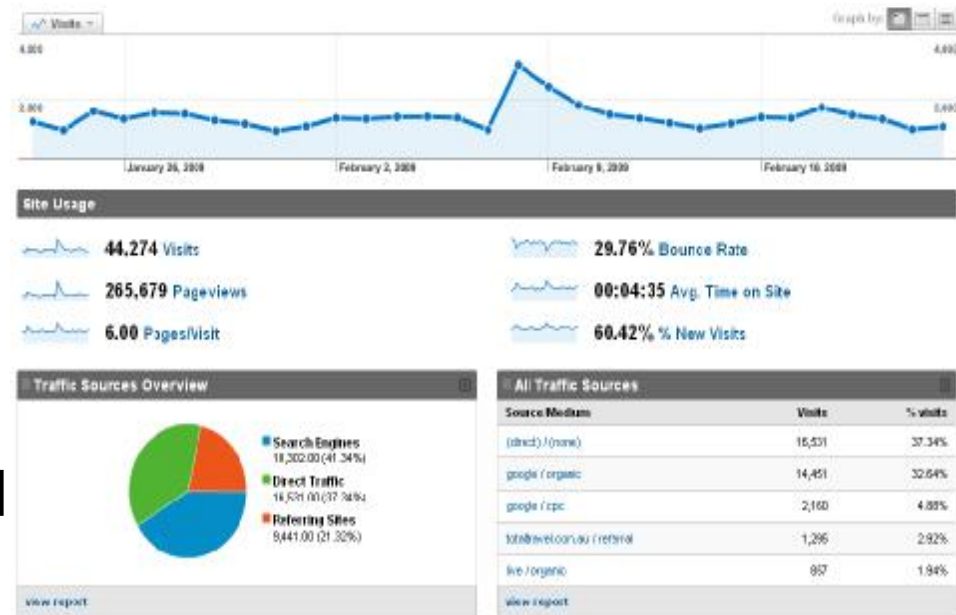 Visits
Graph by:
4,000 4,000
2,000 2,000
January 26, 2009 February 2, 2009 February 9, 2009 February 16, 2009
Site Usage
44,274 Visits 29.76% Bounce Rate
265,679 Pageviews 00:04:35 Avg. Time on Site
6.00 Pages/Visit 60.42% % New Visits
Traffic Sources Overview
Search Engines
18,302.00 (41.34%)
Direct Traffic
16,531.00 (37.34%)
Referring Sites
9,441.00 (21.32%)
view report
All Traffic Sources
Source/Medium Visits % visits
(direct) / (none) 16,531 37.34%
google / organic 14,451 32.64%
google / cpc 2,160 4.88%
totaltravel.com.au / referral 1,295 2.92%
live / organic 857 1.94%
view report